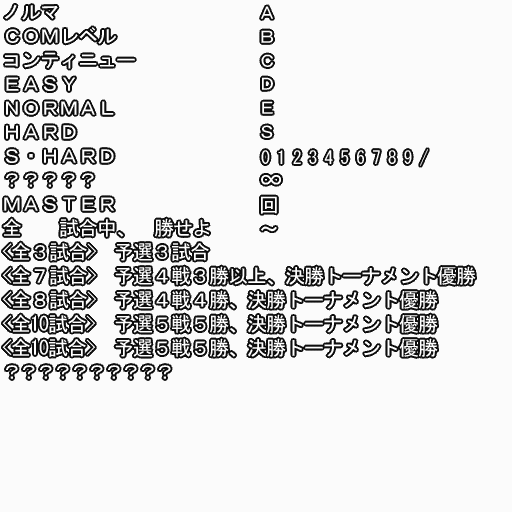 ノルマ
COMレベル
コンティニュー
EASY
NORMAL
HARD
S・HARD
?????
MASTER
全　　試合中、　勝せよ
《全3試合》　予選3試合
《全7試合》　予選4戦3勝以上、決勝トーナメント優勝
《全8試合》　予選4戦4勝、決勝トーナメント優勝
《全10試合》　予選5戦5勝、決勝トーナメント優勝
《全10試合》　予選5戦5勝、決勝トーナメント優勝
??????????
A
B
C
D
E
S
0123456789/
∞
回
～